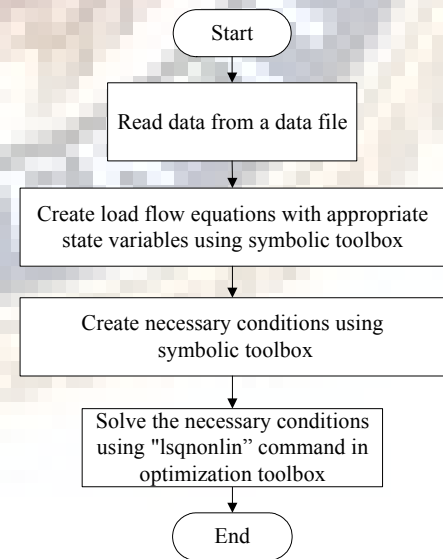 Start
Read data from a data file
Create load flow equations with appropriate
state variables using symbolic toolbox
Create necessary conditions using
symbolic toolbox
Solve the necessary conditions
using "lsqnonlin” command in
optimization toolbox
End